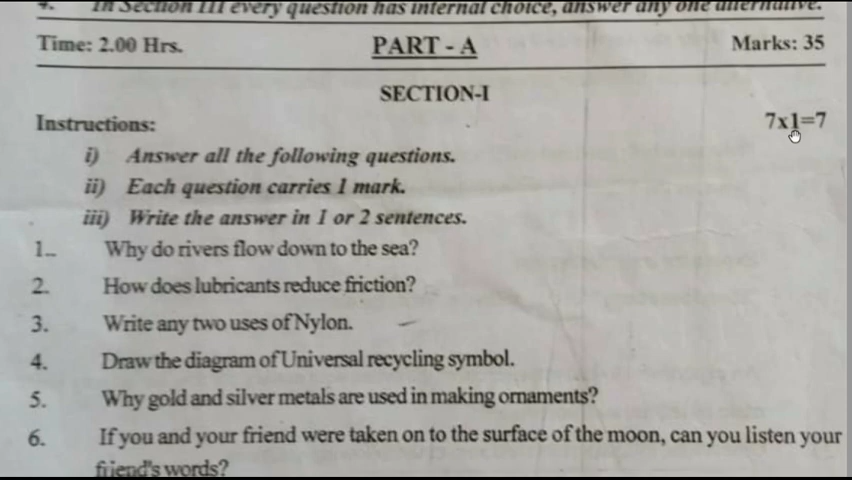 4. In Section III every question has internal choice, answer any one alternative.
Time: 2.00 Hrs. PART - A Marks: 35
SECTION-I
Instructions: 7x1=7
i) Answer all the following questions.
ii) Each question carries 1 mark.
iii) Write the answer in 1 or 2 sentences.
1.. Why do rivers flow down to the sea?
2. How does lubricants reduce friction?
3. Write any two uses of Nylon.
4. Draw the diagram of Universal recycling symbol.
5. Why gold and silver metals are used in making ornaments?
6. If you and your friend were taken on to the surface of the moon, can you listen your
friend's words?